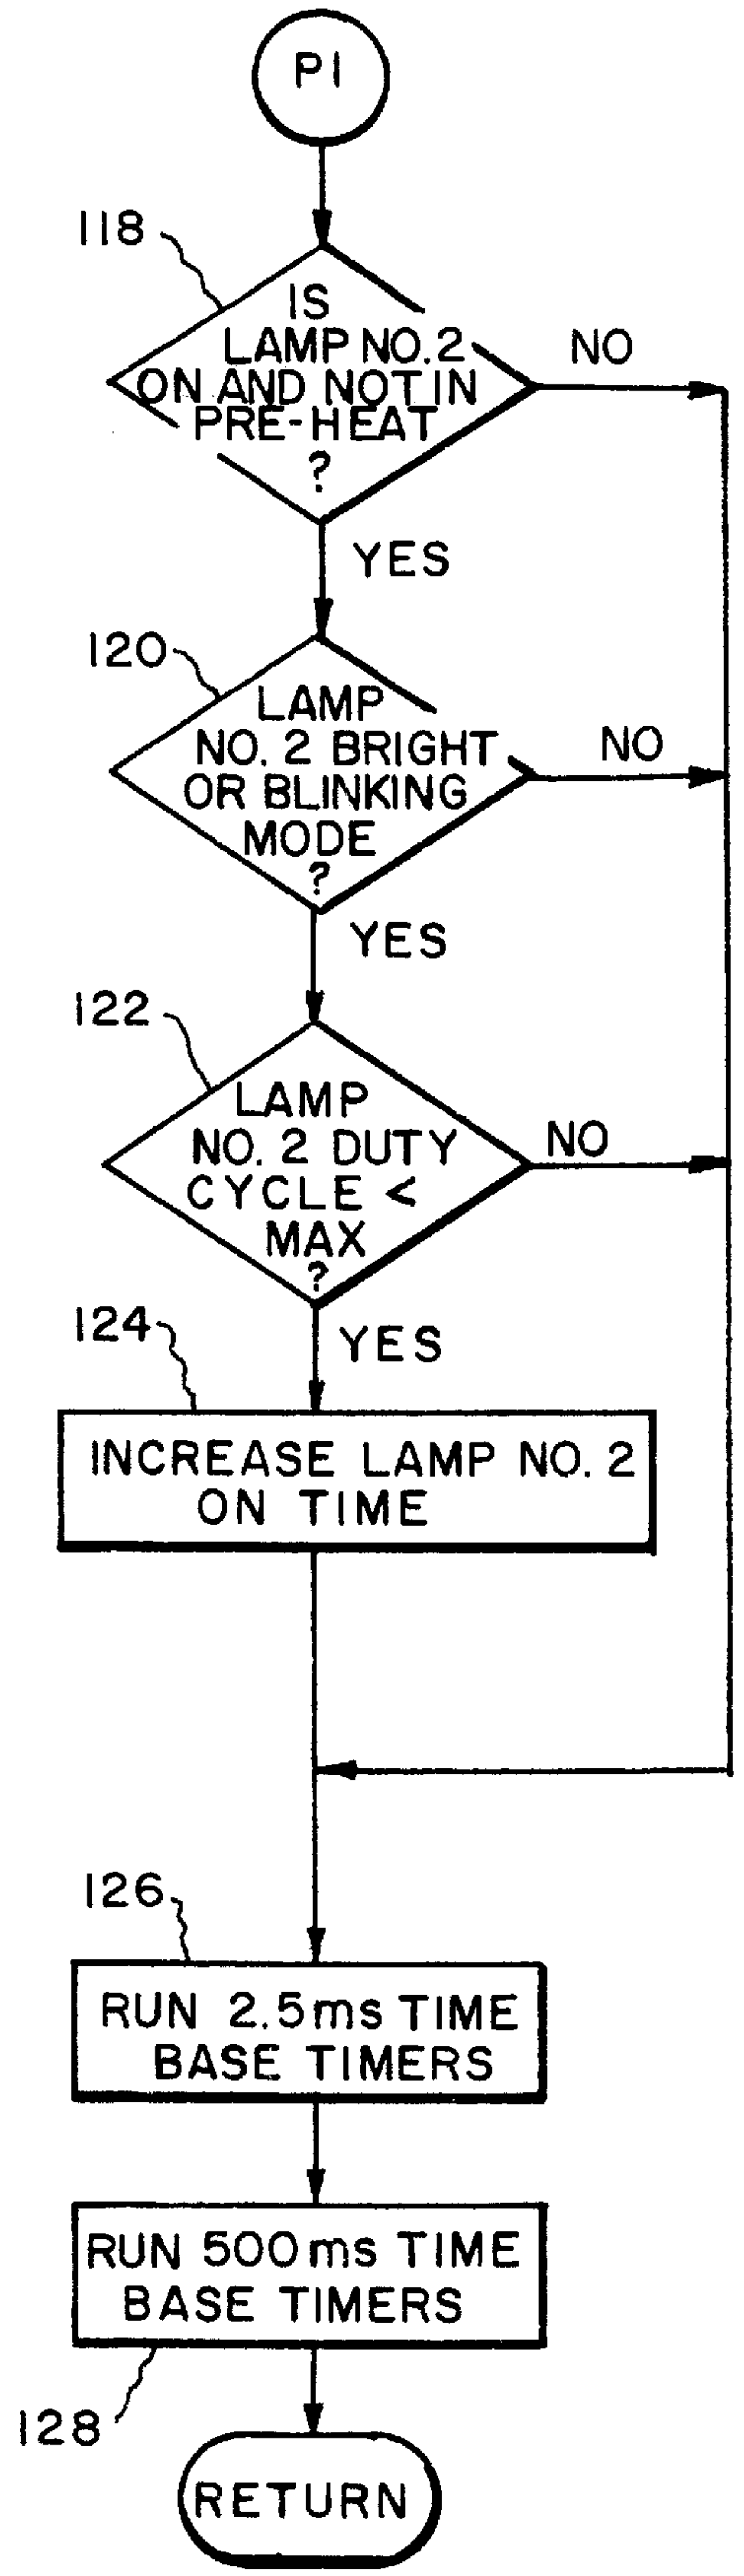 P1
118
IS
LAMP NO. 2
ON AND NOT IN
PRE-HEAT
?
NO
YES
120
LAMP
NO. 2 BRIGHT
OR BLINKING
MODE
?
NO
YES
122
LAMP
NO. 2 DUTY
CYCLE <
MAX
?
NO
YES
124
INCREASE LAMP NO. 2
ON TIME
126
RUN 2.5ms TIME
BASE TIMERS
RUN 500ms TIME
BASE TIMERS
128
RETURN